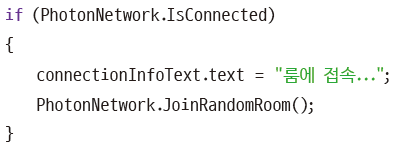 if (PhotonNetwork.IsConnected)
{
    connectionInfoText.text = "룸에 접속...";
    PhotonNetwork.JoinRandomRoom();
}